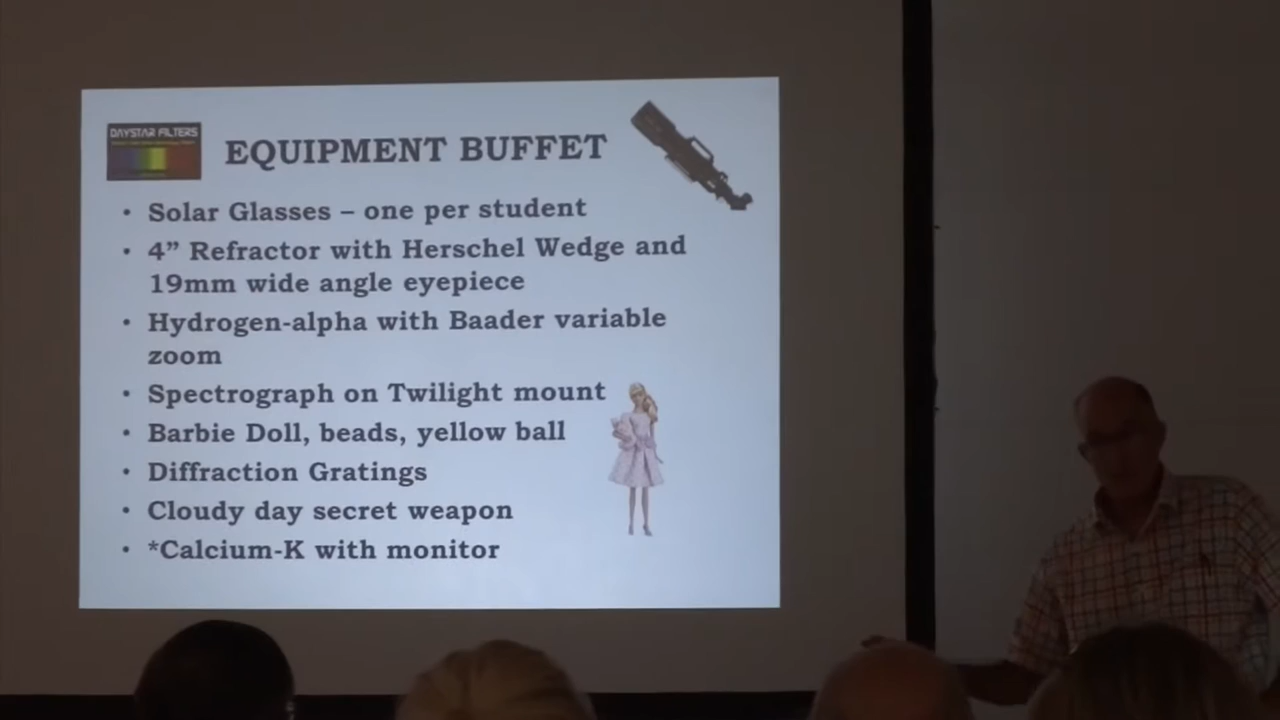 DAYSTAR FILTERS
EQUIPMENT BUFFET
• Solar Glasses – one per student
• 4” Refractor with Herschel Wedge and
19mm wide angle eyepiece
• Hydrogen-alpha with Baader variable
zoom
• Spectrograph on Twilight mount
• Barbie Doll, beads, yellow ball
• Diffraction Gratings
• Cloudy day secret weapon
• *Calcium-K with monitor